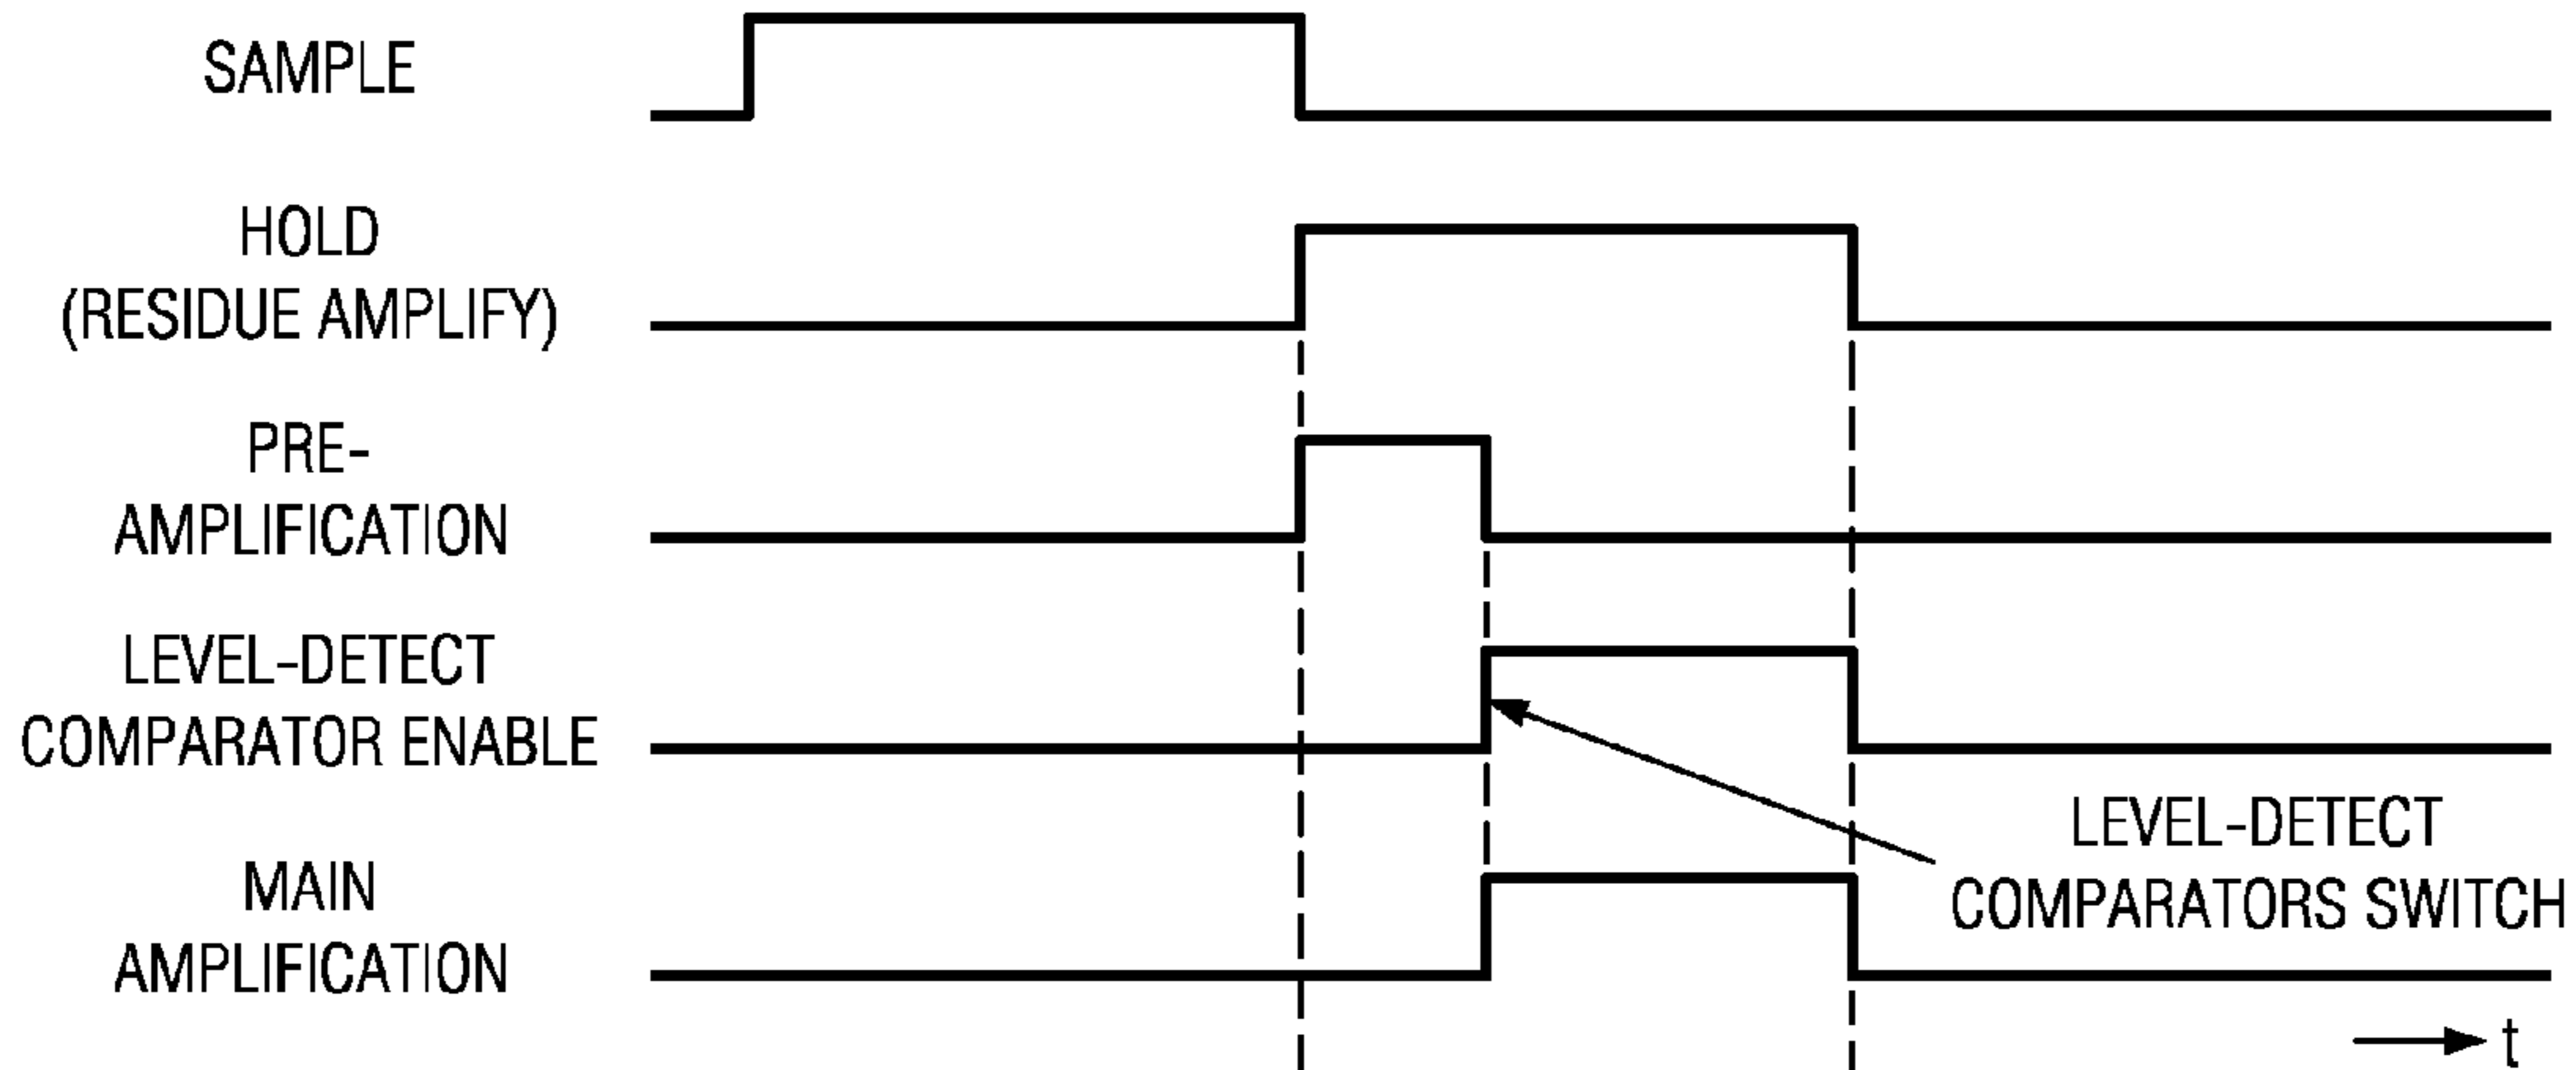 SAMPLE
HOLD
(RESIDUE AMPLIFY)
PRE-
AMPLIFICATION
LEVEL-DETECT
COMPARATOR ENABLE
MAIN
AMPLIFICATION
LEVEL-DETECT
COMPARATORS SWITCH
t